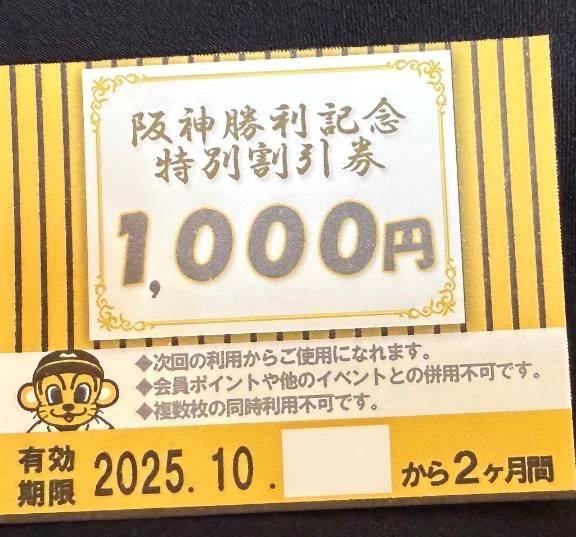 阪神勝利記念
特別割引券
1,000円
◆次回の利用からご使用になれます。
◆会員ポイントや他のイベントとの併用不可です。
◆複数枚の同時利用不可です。
有効期限 2025.10. から2ヶ月間